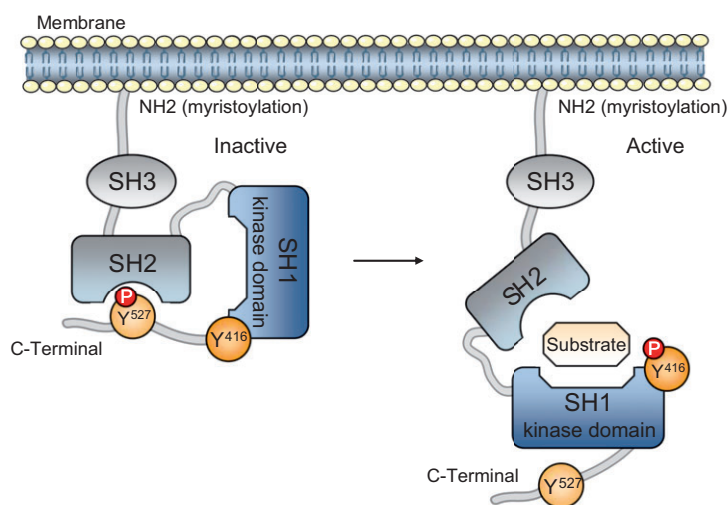 Membrane
NH2 (myristoylation)
NH2 (myristoylation)
Inactive
Active
SH3
SH3
SH2
SH1
kinase domain
P
Y527
Y416
C-Terminal
SH2
Substrate
P
Y416
SH1
kinase domain
C-Terminal
Y527